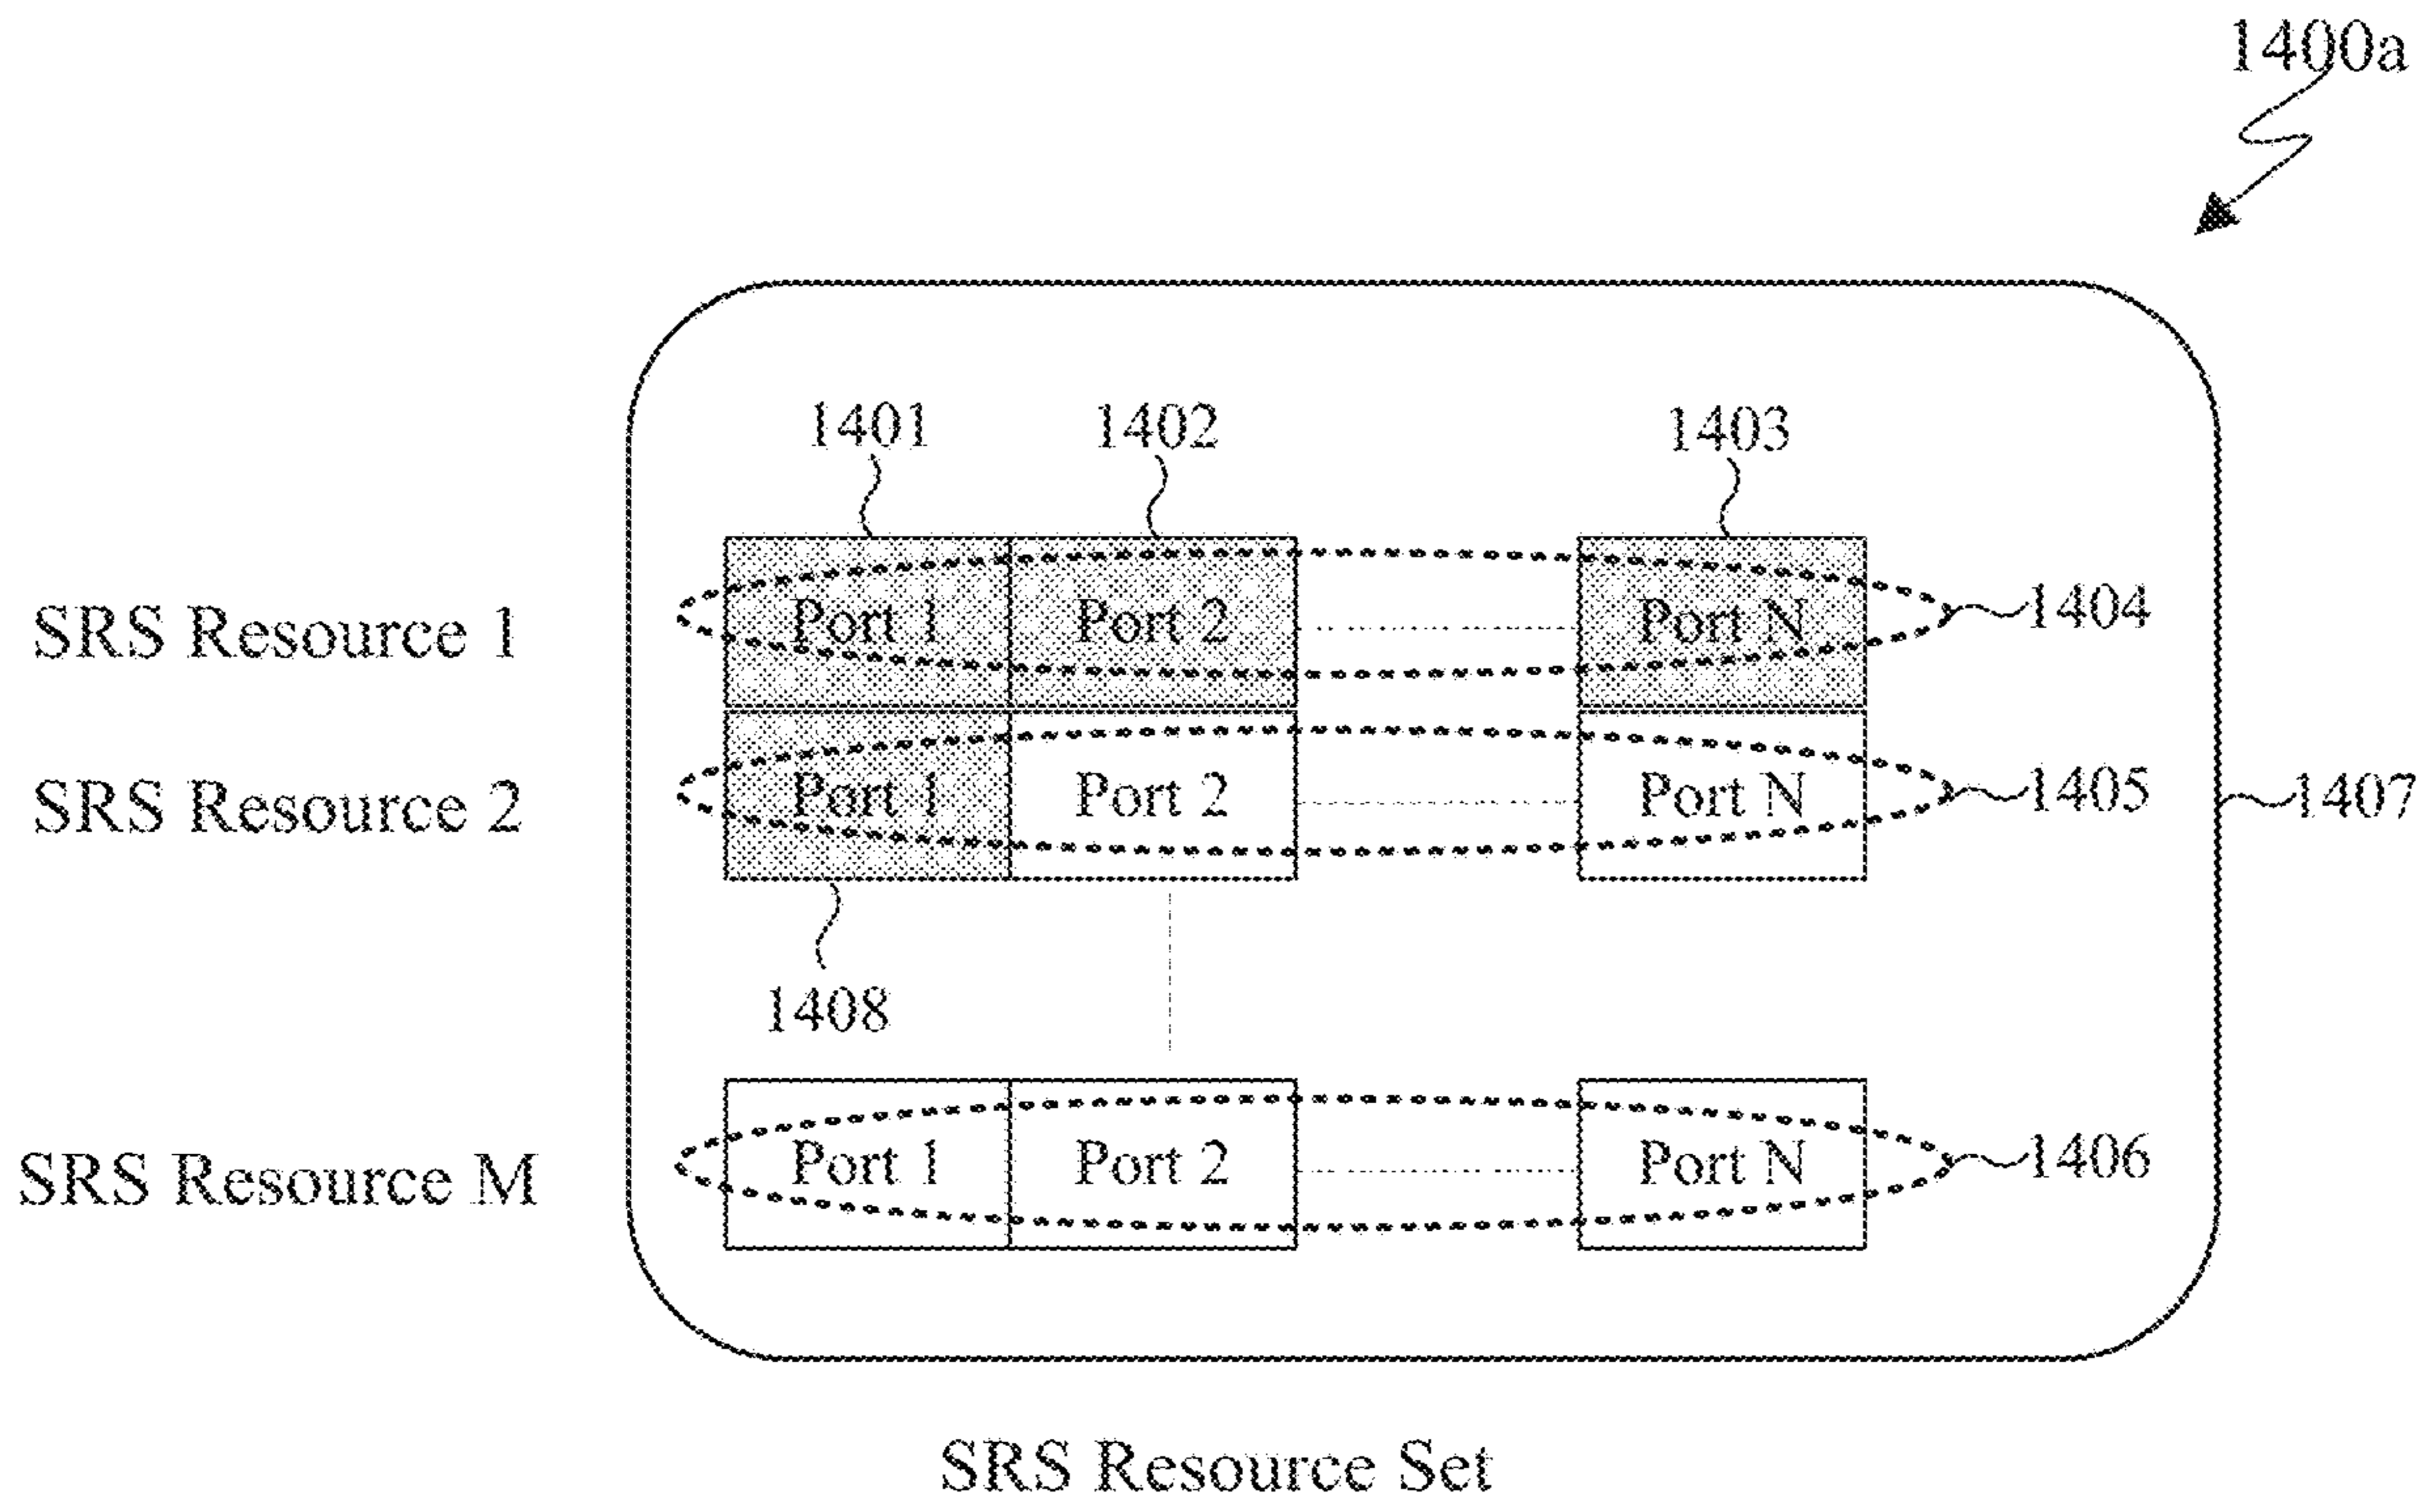 1400a
1401 1402 1403
SRS Resource 1 Port 1 Port 2 Port N 1404
SRS Resource 2 Port 1 Port 2 Port N 1405 1407
1408
SRS Resource M Port 1 Port 2 Port N 1406
SRS Resource Set